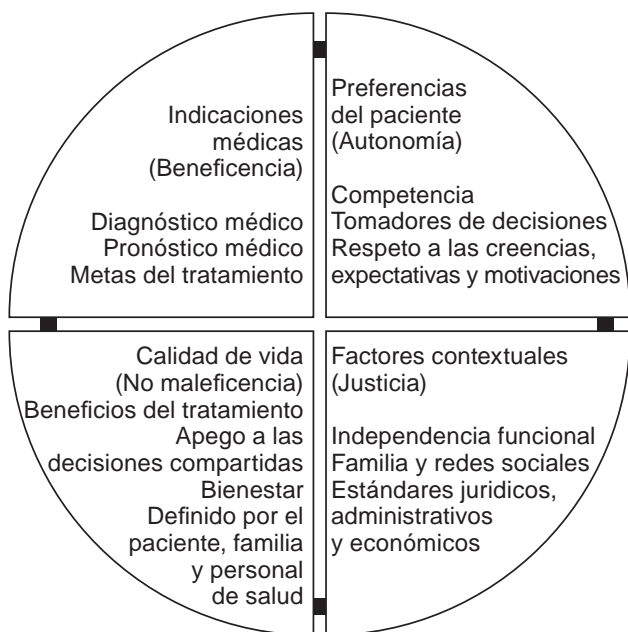 Indicaciones
médicas
(Beneficencia)
Diagnóstico médico
Pronóstico médico
Metas del tratamiento
Preferencias
del paciente
(Autonomía)
Competencia
Tomadores de decisiones
Respeto a las creencias,
expectativas y motivaciones
Calidad de vida
(No maleficencia)
Beneficios del tratamiento
Apego a las
decisiones compartidas
Bienestar
Definido por el
paciente, familia
y personal
de salud
Factores contextuales
(Justicia)
Independencia funcional
Familia y redes sociales
Estándares juridicos,
administrativos
y económicos